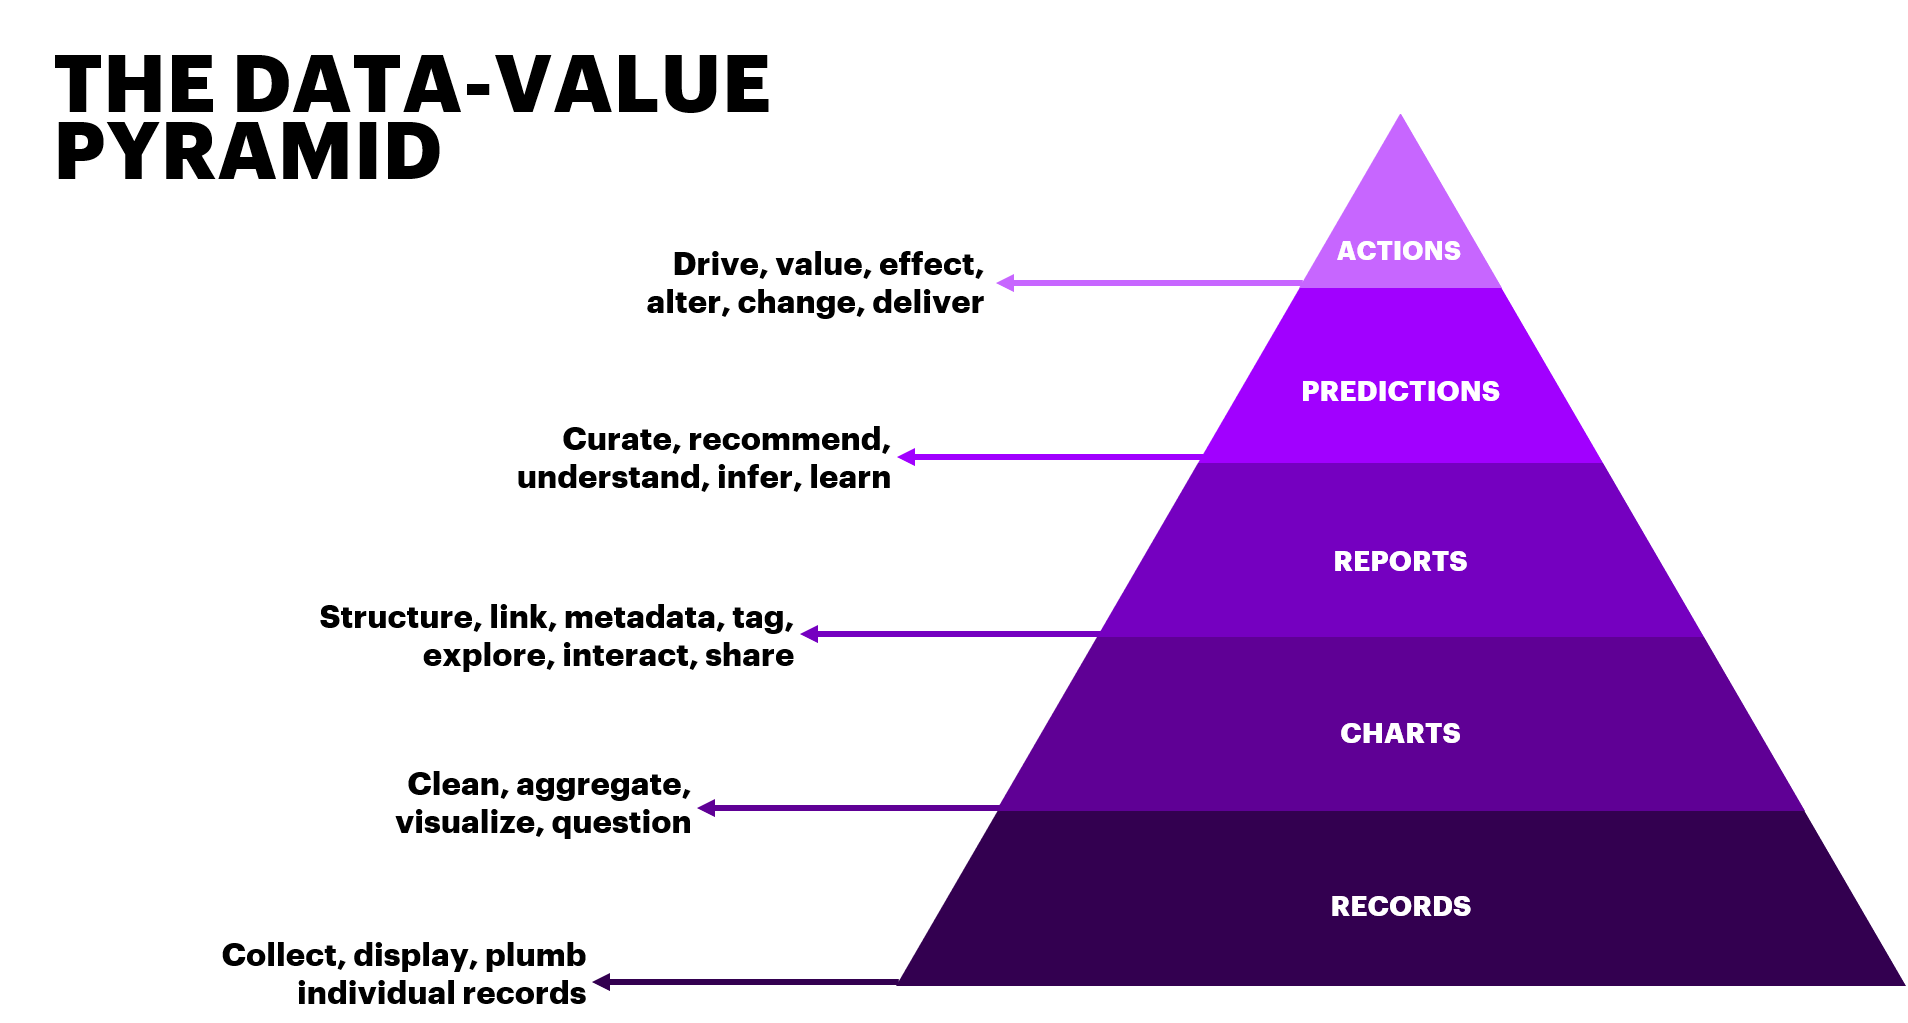 THE DATA-VALUE
PYRAMID
ACTIONS
Drive, value, effect,
alter, change, deliver
PREDICTIONS
Curate, recommend,
understand, infer, learn
REPORTS
Structure, link, metadata, tag,
explore, interact, share
CHARTS
Clean, aggregate,
visualize, question
RECORDS
Collect, display, plumb
individual records